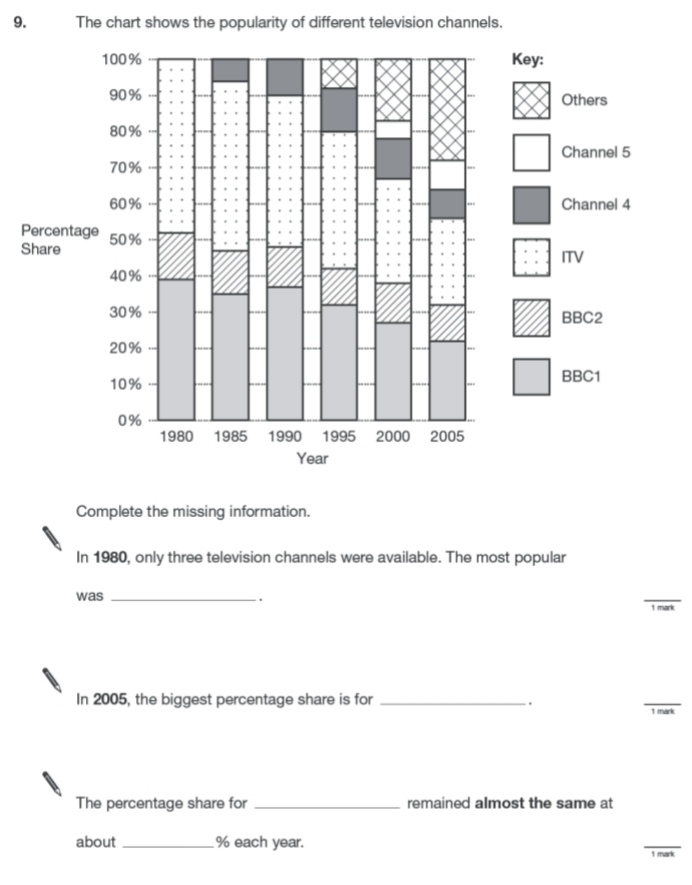 9. The chart shows the popularity of different television channels.
100%
90%
80%
70%
60%
50%
40%
30%
20%
10%
0%
Percentage
Share
1980 1985 1990 1995 2000 2005
Year
Key:
Others
Channel 5
Channel 4
ITV
BBC2
BBC1
Complete the missing information.
In 1980, only three television channels were available. The most popular
was ______________ .
1 mark
In 2005, the biggest percentage share is for ______________ .
1 mark
The percentage share for ______________ remained almost the same at
about _________ % each year.
1 mark